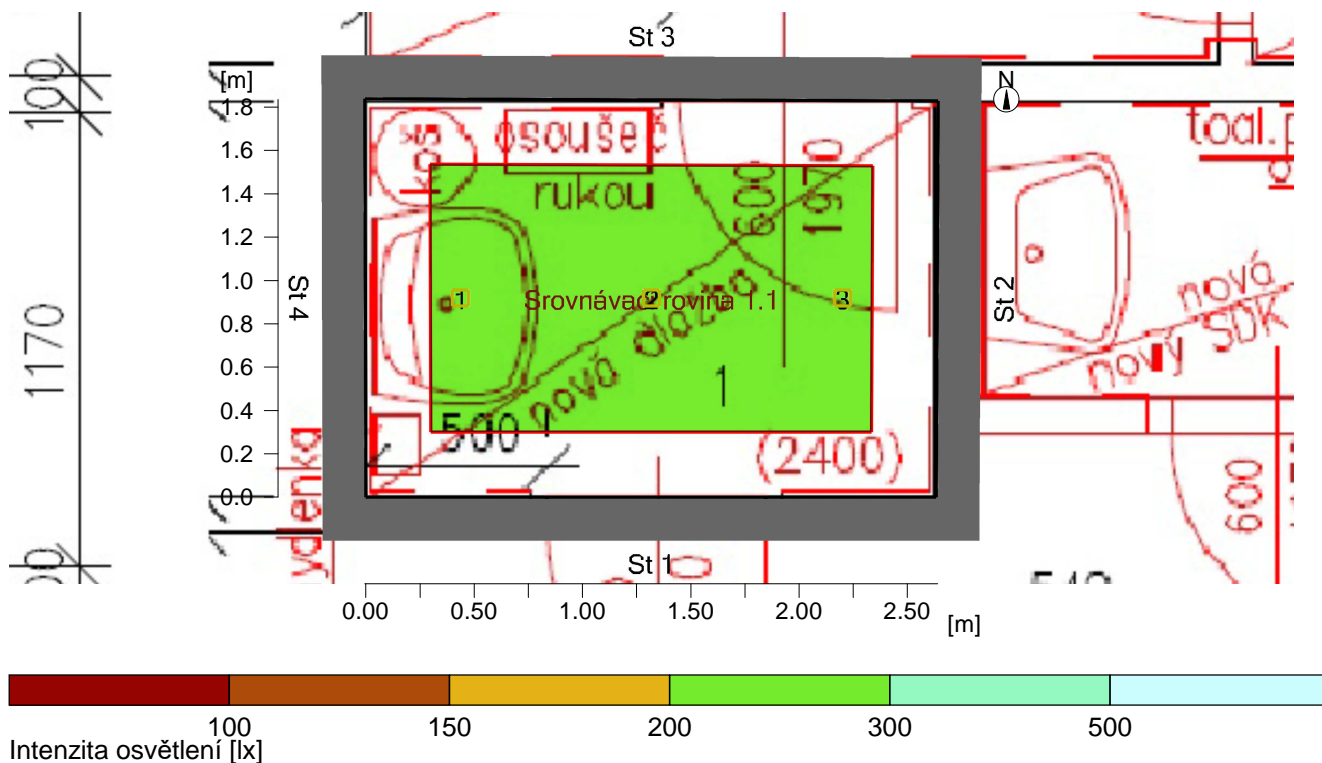 St 3
[m]
N
100
1.8
1.6
1.4
1.2
1.0
0.8
0.6
0.4
0.2
0.0
koš
osoušeč
rukou
600
1970
toal.p
1170
St 4
1
2
3
Srovnávací rovina 1.1
St 2
nová
nový SDK
nová dlažba
1
500
(2400)
600
St 1
0.00 0.50 1.00 1.50 2.00 2.50
[m]
100 150 200 300 500
Intenzita osvětlení [lx]